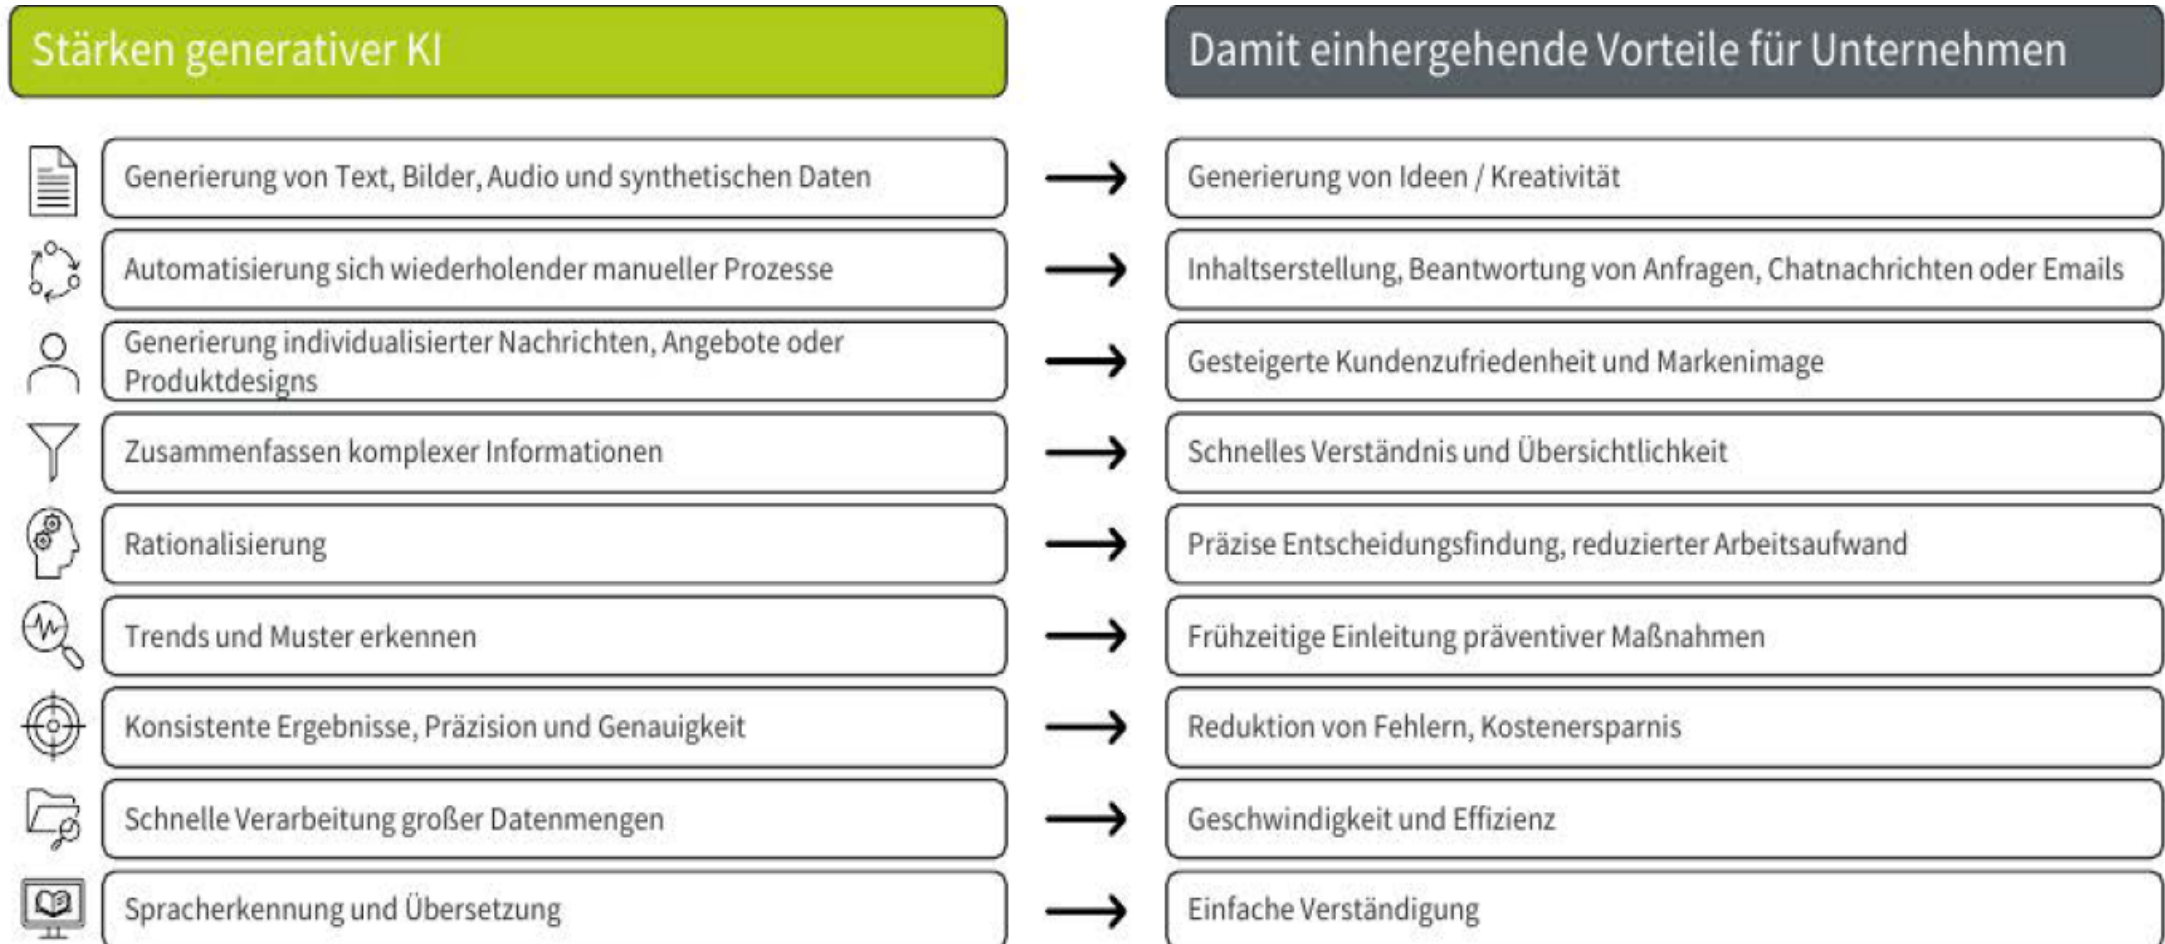 Stärken generativer KI
Damit einhergehende Vorteile für Unternehmen
Generierung von Text, Bilder, Audio und synthetischen Daten
Generierung von Ideen / Kreativität
Automatisierung sich wiederholender manueller Prozesse
Inhaltserstellung, Beantwortung von Anfragen, Chatnachrichten oder Emails
Generierung individualisierter Nachrichten, Angebote oder
Produktdesigns
Gesteigerte Kundenzufriedenheit und Markenimage
Zusammenfassen komplexer Informationen
Schnelles Verständnis und Übersichtlichkeit
Rationalisierung
Präzise Entscheidungsfindung, reduzierter Arbeitsaufwand
Trends und Muster erkennen
Frühzeitige Einleitung präventiver Maßnahmen
Konsistente Ergebnisse, Präzision und Genauigkeit
Reduktion von Fehlern, Kostenersparnis
Schnelle Verarbeitung großer Datenmengen
Geschwindigkeit und Effizienz
Spracherkennung und Übersetzung
Einfache Verständigung